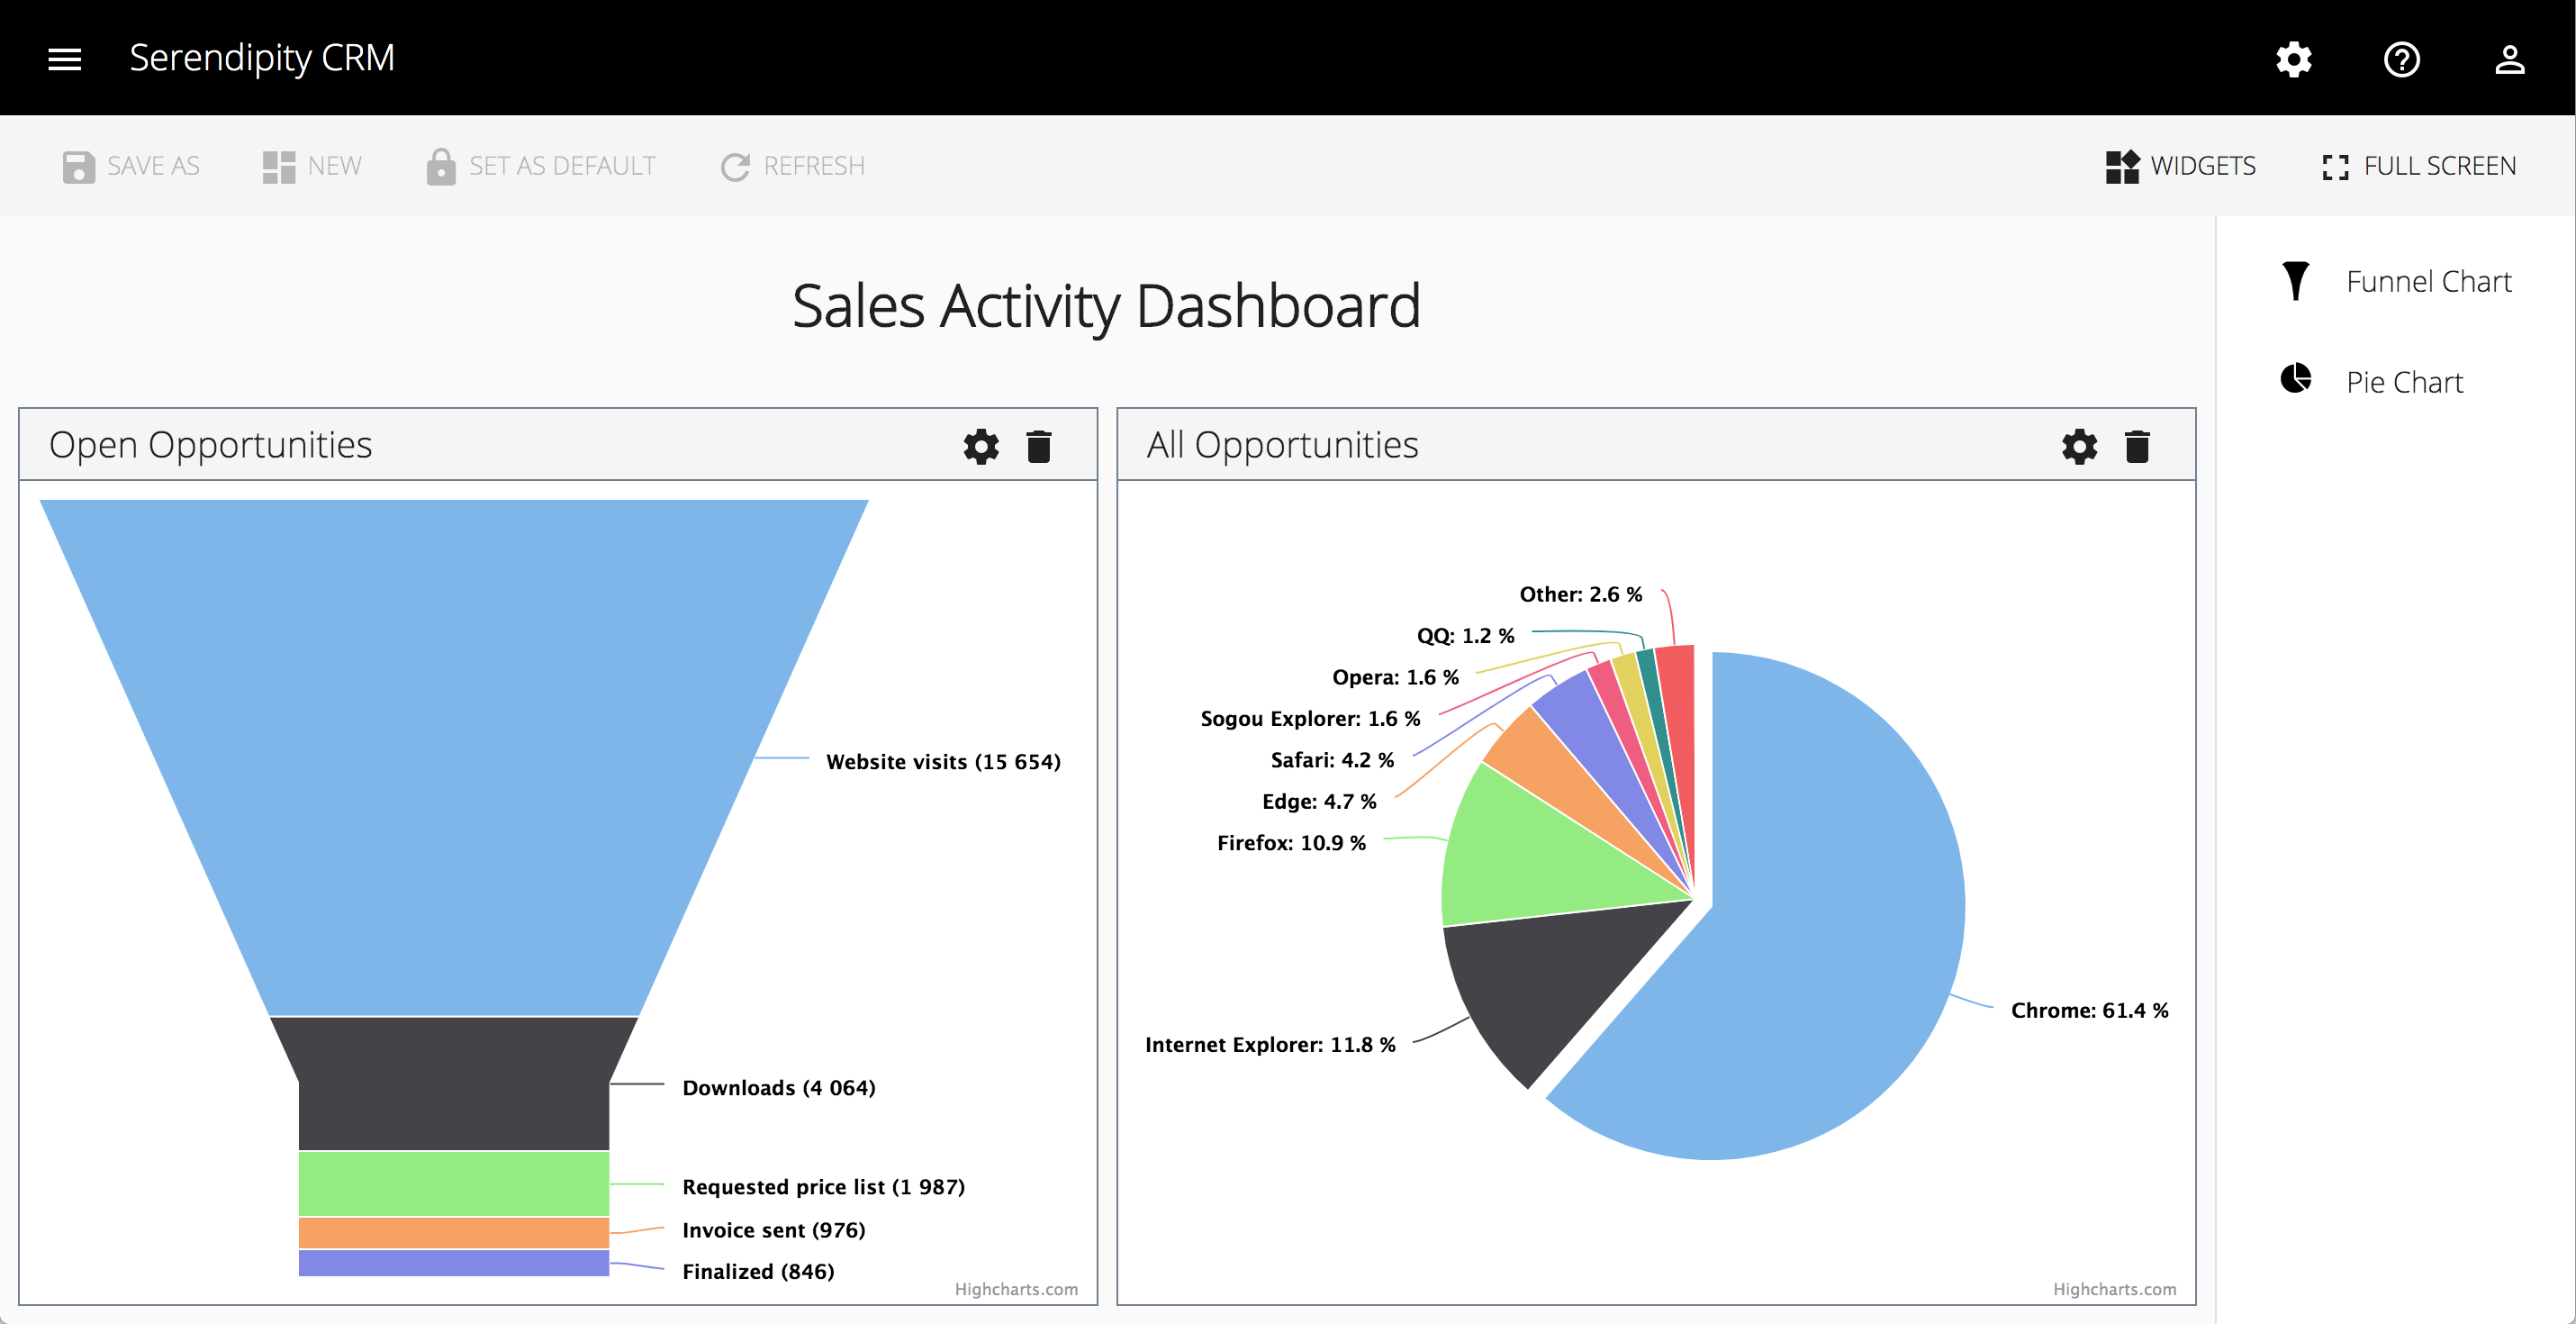 Serendipity CRM
SAVE AS NEW SET AS DEFAULT REFRESH WIDGETS FULL SCREEN
Sales Activity Dashboard
Funnel Chart
Pie Chart
Open Opportunities
Website visits (15 654)
Downloads (4 064)
Requested price list (1 987)
Invoice sent (976)
Finalized (846)
Highcharts.com
All Opportunities
Other: 2.6 %
QQ: 1.2 %
Opera: 1.6 %
Sogou Explorer: 1.6 %
Safari: 4.2 %
Edge: 4.7 %
Firefox: 10.9 %
Chrome: 61.4 %
Internet Explorer: 11.8 %
Highcharts.com